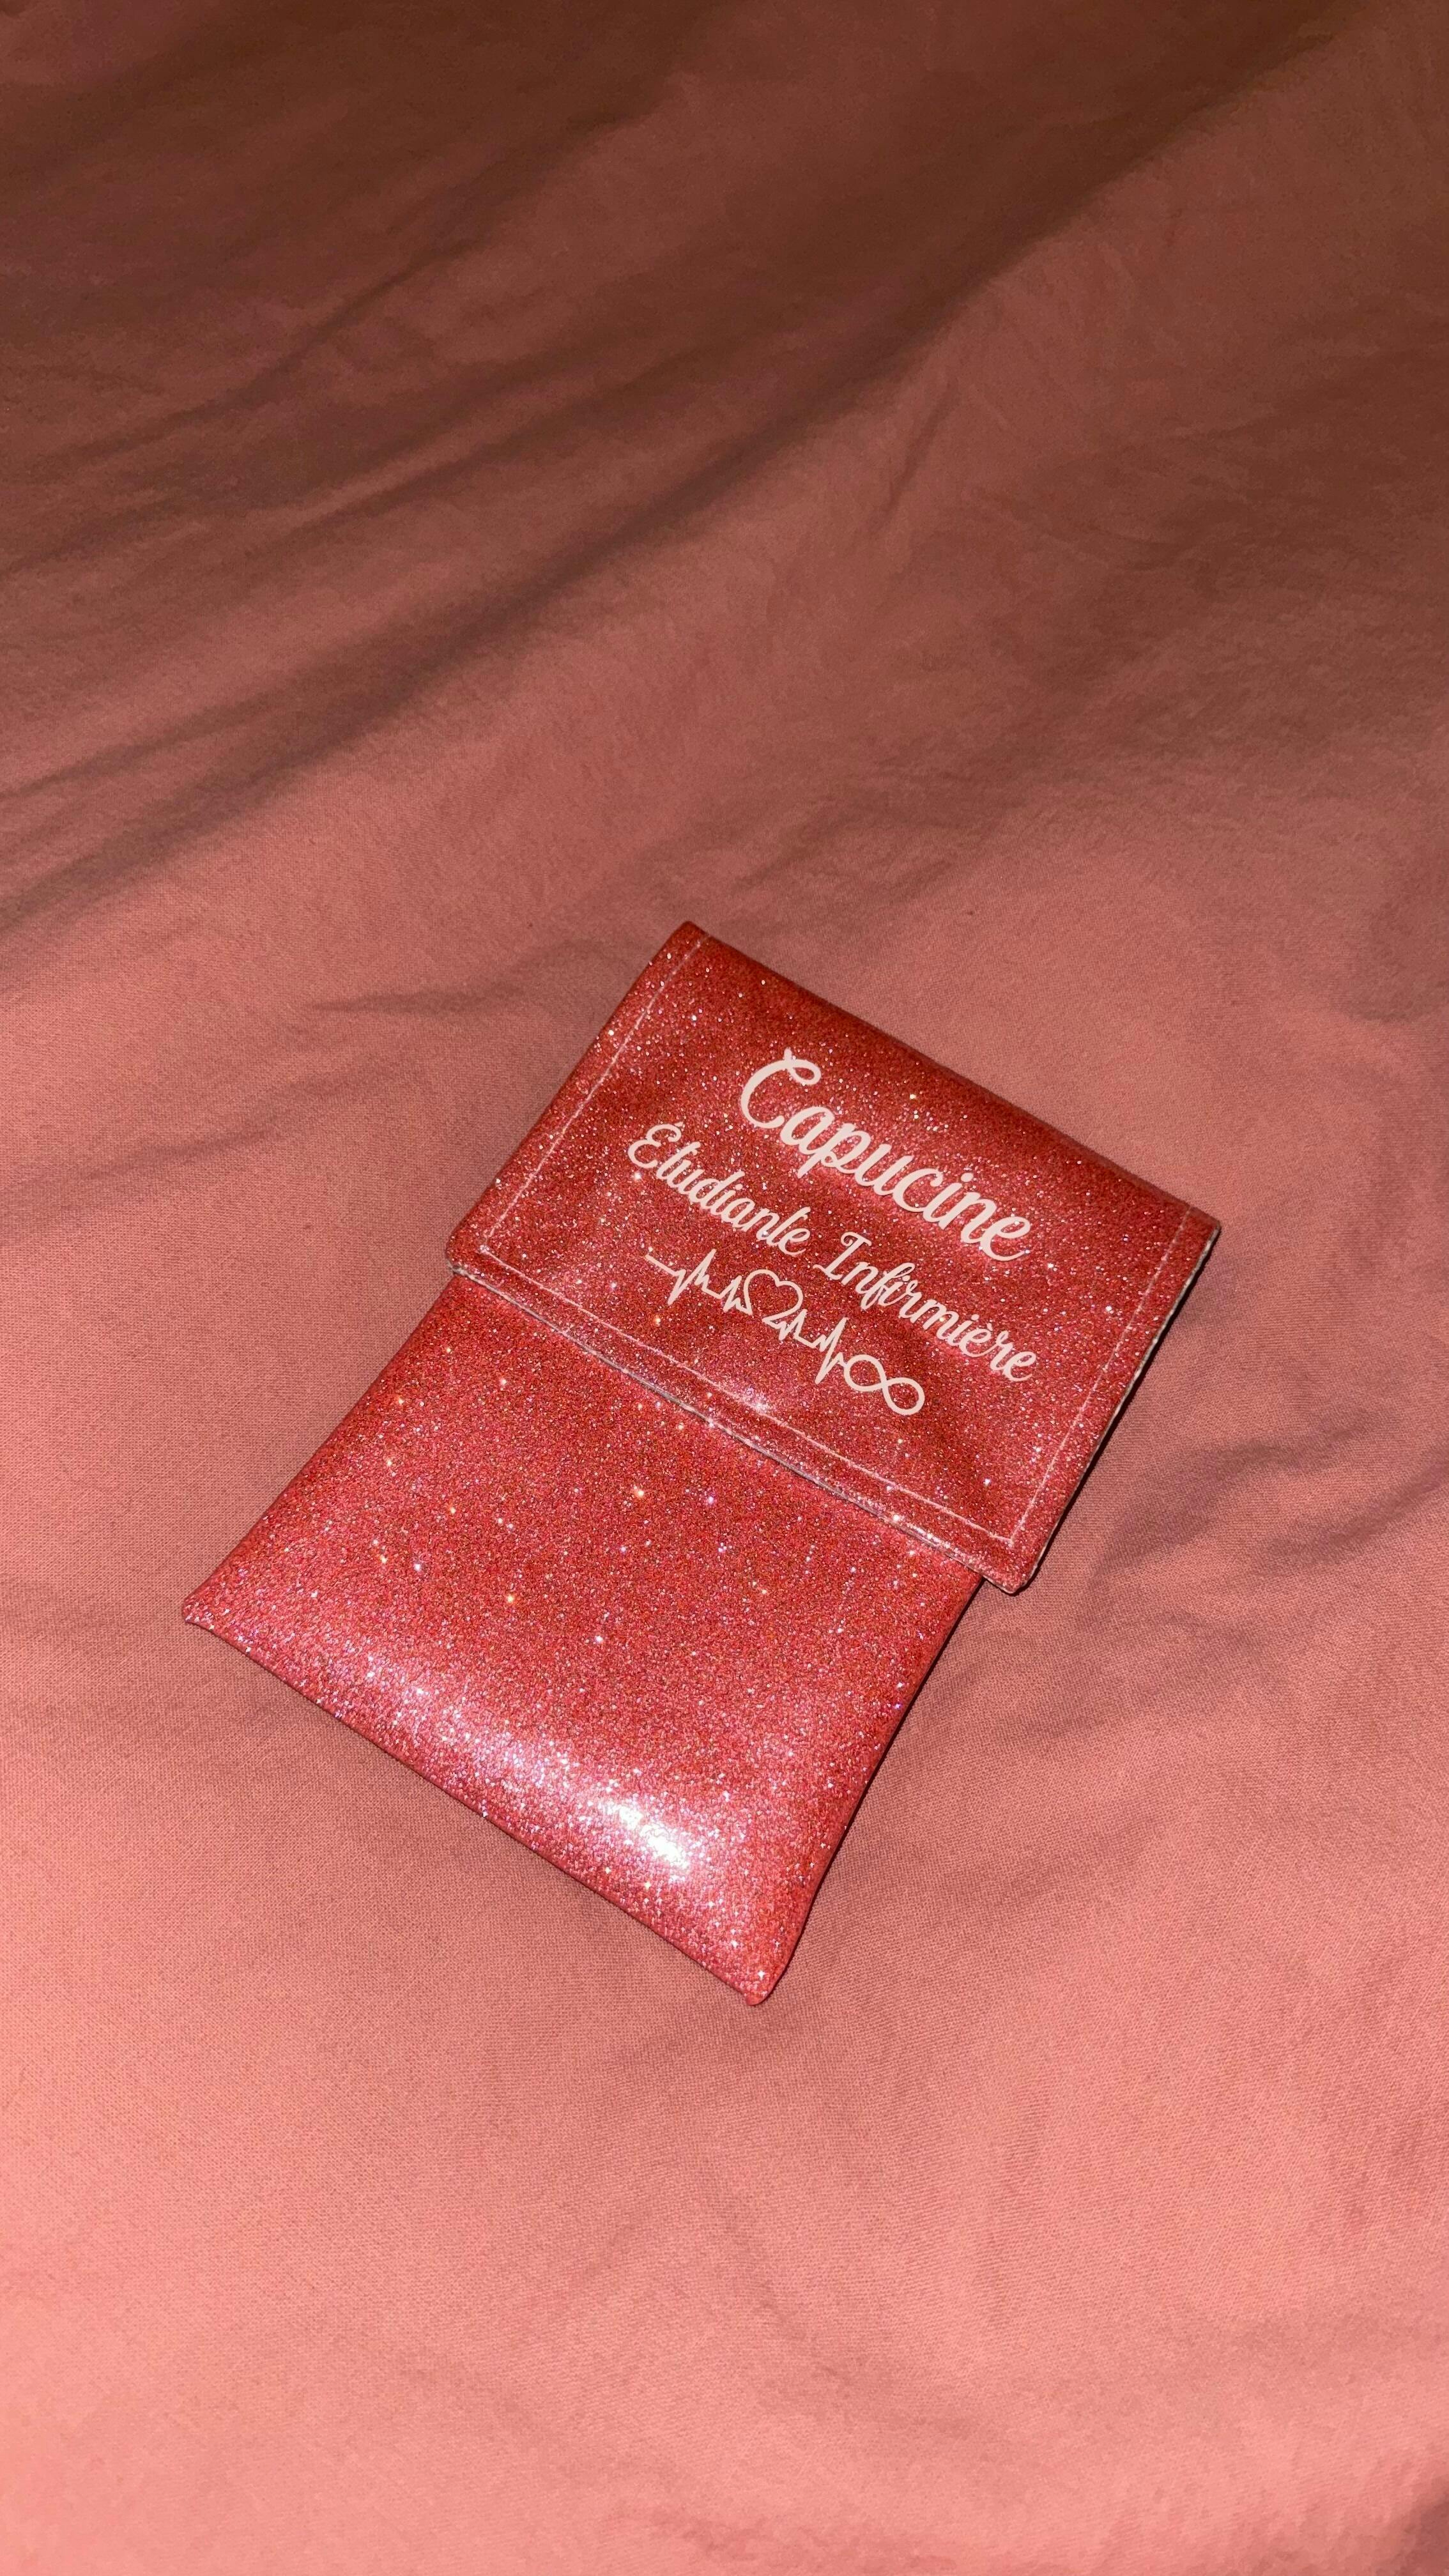 Capucine
Étudiante Infirmière